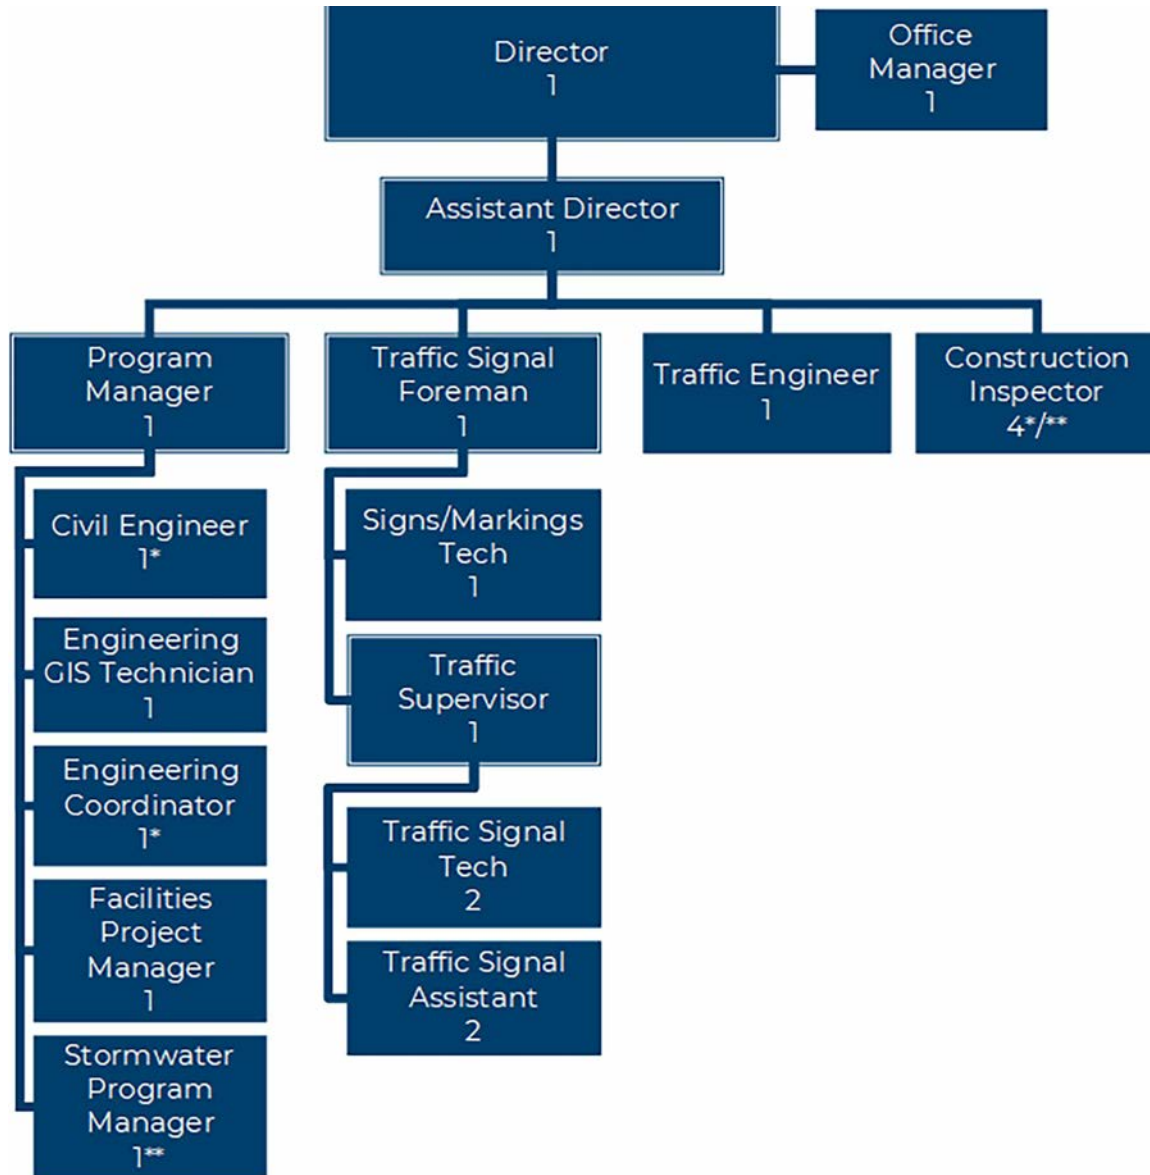 Director
1
Office
Manager
1
Assistant Director
1
Program
Manager
1
Traffic Signal
Foreman
1
Traffic Engineer
1
Construction
Inspector
4*/**
Civil Engineer
1*
Engineering
GIS Technician
1
Engineering
Coordinator
1*
Facilities
Project
Manager
1
Stormwater
Program
Manager
1**
Signs/Markings
Tech
1
Traffic
Supervisor
1
Traffic Signal
Tech
2
Traffic Signal
Assistant
2